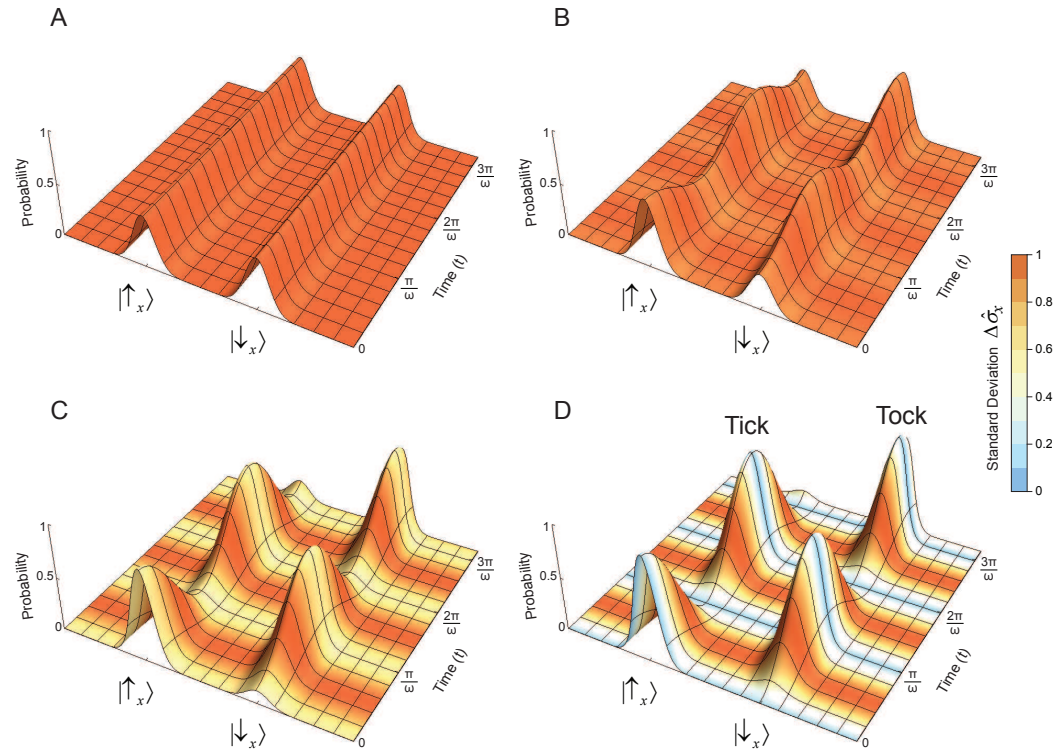 A
B
1
0.5
0
Probability
|↑x⟩
|↓x⟩
0
π/ω
2π/ω
3π/ω
Time (t)
1
0.5
0
Probability
|↑x⟩
|↓x⟩
0
π/ω
2π/ω
3π/ω
Time (t)
Standard Deviation Δσ̂x
1
0.8
0.6
0.4
0.2
0
C
D
Tick
Tock
1
0.5
0
Probability
|↑x⟩
|↓x⟩
0
π/ω
2π/ω
3π/ω
Time (t)
1
0.5
0
Probability
|↑x⟩
|↓x⟩
0
π/ω
2π/ω
3π/ω
Time (t)